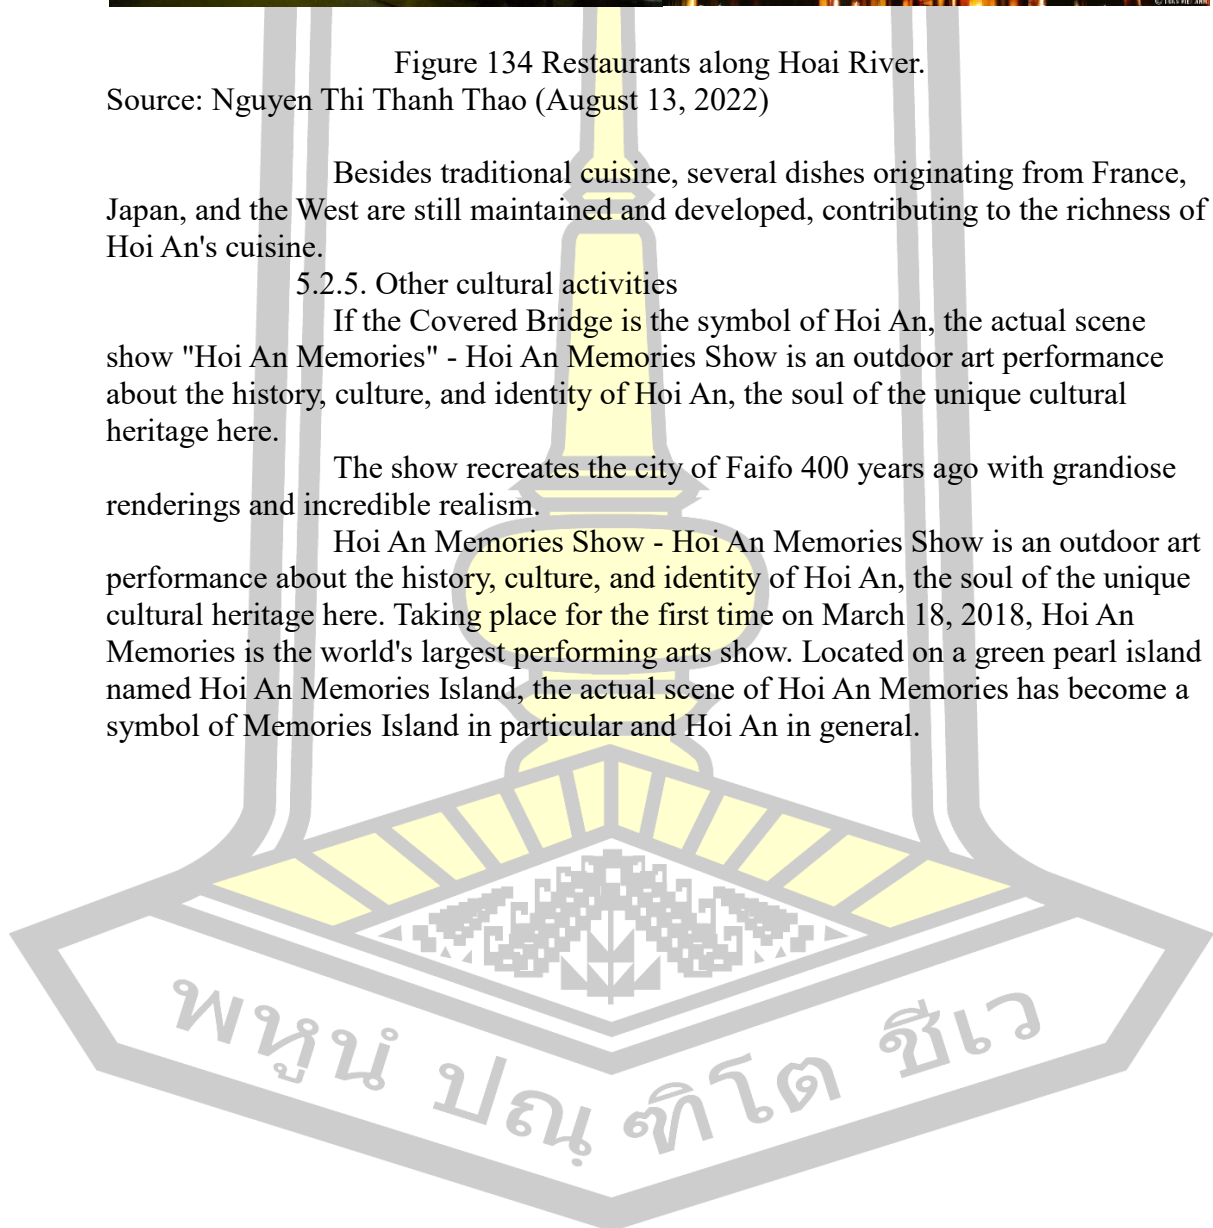 Figure 134 Restaurants along Hoai River.
Source: Nguyen Thi Thanh Thao (August 13, 2022)
Besides traditional cuisine, several dishes originating from France,
Japan, and the West are still maintained and developed, contributing to the richness of
Hoi An's cuisine.
5.2.5. Other cultural activities
If the Covered Bridge is the symbol of Hoi An, the actual scene
show "Hoi An Memories" - Hoi An Memories Show is an outdoor art performance
about the history, culture, and identity of Hoi An, the soul of the unique cultural
heritage here.
The show recreates the city of Faifo 400 years ago with grandiose
renderings and incredible realism.
Hoi An Memories Show - Hoi An Memories Show is an outdoor art
performance about the history, culture, and identity of Hoi An, the soul of the unique
cultural heritage here. Taking place for the first time on March 18, 2018, Hoi An
Memories is the world's largest performing arts show. Located on a green pearl island
named Hoi An Memories Island, the actual scene of Hoi An Memories has become a
symbol of Memories Island in particular and Hoi An in general.
พหูนํ ปณฺฑิโต ชีเว